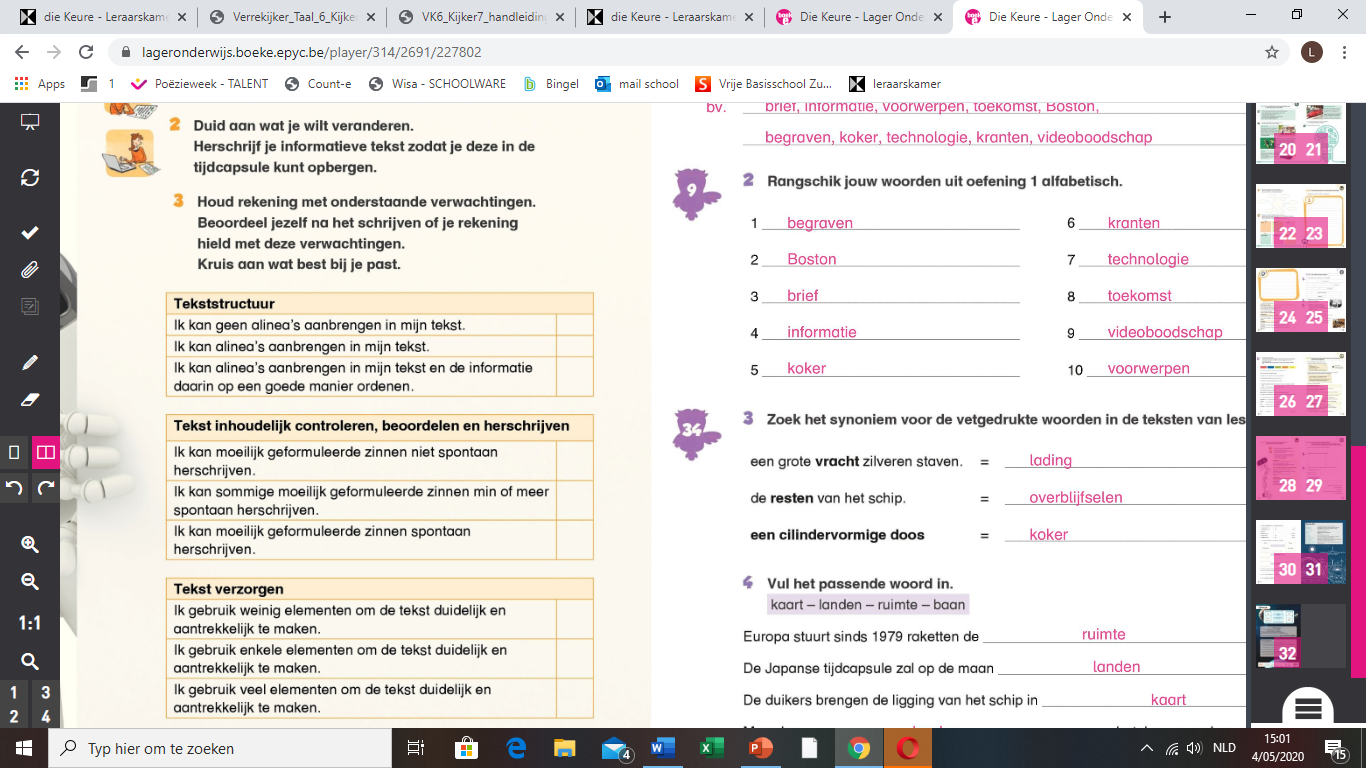 die Keure - Leraarskame
Verrekijker_Taal_6_Kijke
VK6_Kijker7_handleiding
die Keure - Leraarskame
Die Keure - Lager Onde
Die Keure - Lager Onde
lageronderwijs.boeke.epyc.be/player/314/2691/227802
L
Apps
1
Poëzieweek - TALENT
Count-e
Wisa - SCHOOLWARE
Bingel
mail school
Vrije Basisschool Zu...
leraarskamer
2 Duid aan wat je wilt veranderen.
Herschrijf je informatieve tekst zodat je deze in de
tijdcapsule kunt opbergen.
3 Houd rekening met onderstaande verwachtingen.
Beoordeel jezelf na het schrijven of je rekening
hield met deze verwachtingen.
Kruis aan wat best bij je past.
Tekststructuur
Ik kan geen alinea's aanbrengen in mijn tekst.
Ik kan alinea's aanbrengen in mijn tekst.
Ik kan alinea's aanbrengen in mijn tekst en de informatie
daarin op een goede manier ordenen.
Tekst inhoudelijk controleren, beoordelen en herschrijven
Ik kan moeilijk geformuleerde zinnen niet spontaan
herschrijven.
Ik kan sommige moeilijk geformuleerde zinnen min of meer
spontaan herschrijven.
Ik kan moeilijk geformuleerde zinnen spontaan
herschrijven.
Tekst verzorgen
Ik gebruik weinig elementen om de tekst duidelijk en
aantrekkelijk te maken.
Ik gebruik enkele elementen om de tekst duidelijk en
aantrekkelijk te maken.
Ik gebruik veel elementen om de tekst duidelijk en
aantrekkelijk te maken.
bv. brief, informatie, voorwerpen, toekomst, Boston,
begraven, koker, technologie, kranten, videoboodschap
9
2 Rangschik jouw woorden uit oefening 1 alfabetisch.
1 begraven 6 kranten
2 Boston 7 technologie
3 brief 8 toekomst
4 informatie 9 videoboodschap
5 koker 10 voorwerpen
34
3 Zoek het synoniem voor de vetgedrukte woorden in de teksten van les
een grote vracht zilveren staven. = lading
de resten van het schip. = overblijfselen
een cilindervormige doos = koker
4 Vul het passende woord in.
kaart – landen – ruimte – baan
Europa stuurt sinds 1979 raketten de ruimte
De Japanse tijdcapsule zal op de maan landen
De duikers brengen de ligging van het schip in kaart
20 21
22 23
24 25
26 27
28 29
30 31
32
1:1
1 3
2 4
Typ hier om te zoeken
4
NLD
15:01
4/05/2020
15